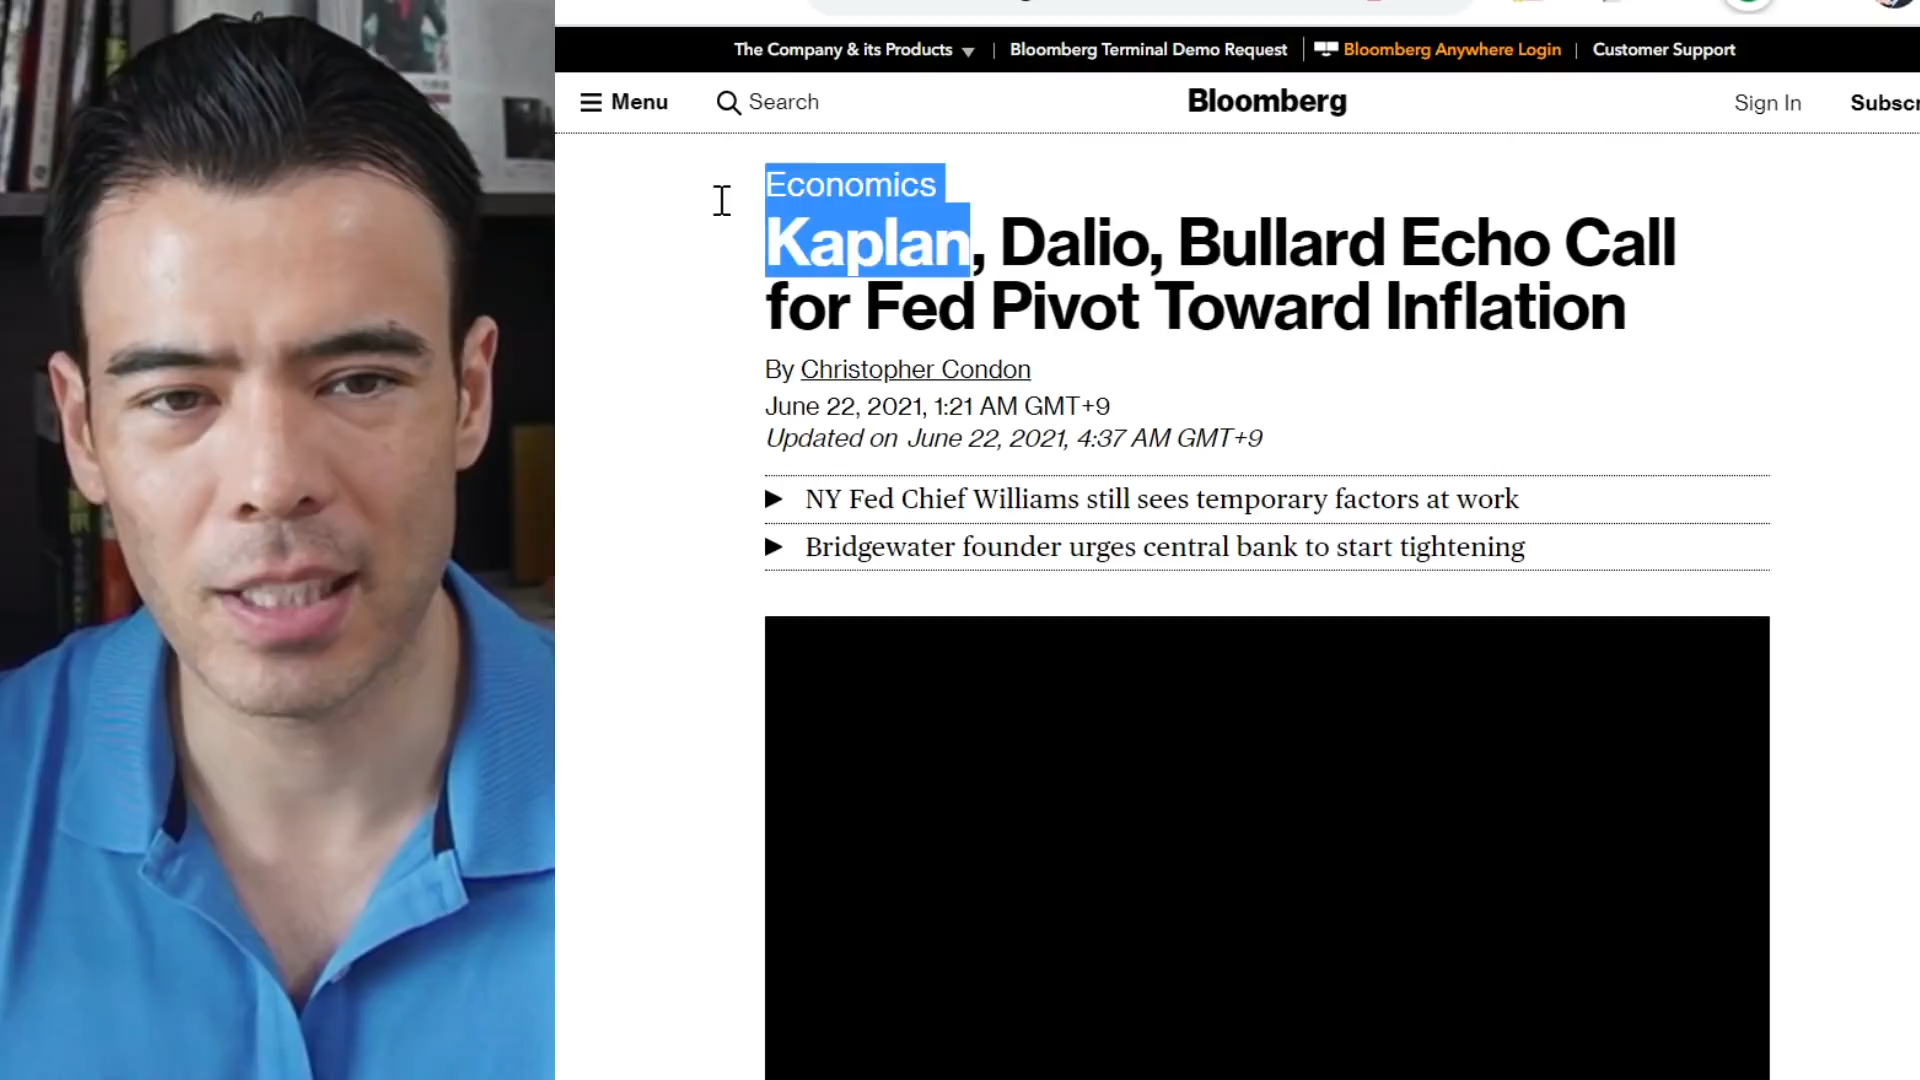 The Company & its Products | Bloomberg Terminal Demo Request | Bloomberg Anywhere Login | Customer Support
Menu Search Bloomberg Sign In Subscr
Economics
Kaplan, Dalio, Bullard Echo Call
for Fed Pivot Toward Inflation
By Christopher Condon
June 22, 2021, 1:21 AM GMT+9
Updated on June 22, 2021, 4:37 AM GMT+9
NY Fed Chief Williams still sees temporary factors at work
Bridgewater founder urges central bank to start tightening